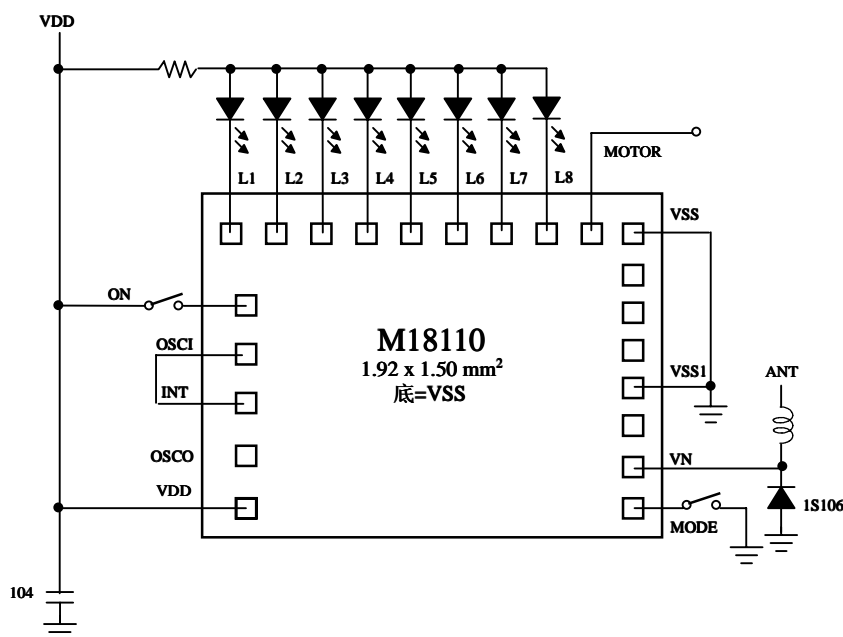 VDD
MOTOR
L1
L2
L3
L4
L5
L6
L7
L8
VSS
ON
M18110
1.92 x 1.50 mm²
底=VSS
OSCI
INT
VSS1
ANT
OSCO
VN
VDD
1S106
MODE
104